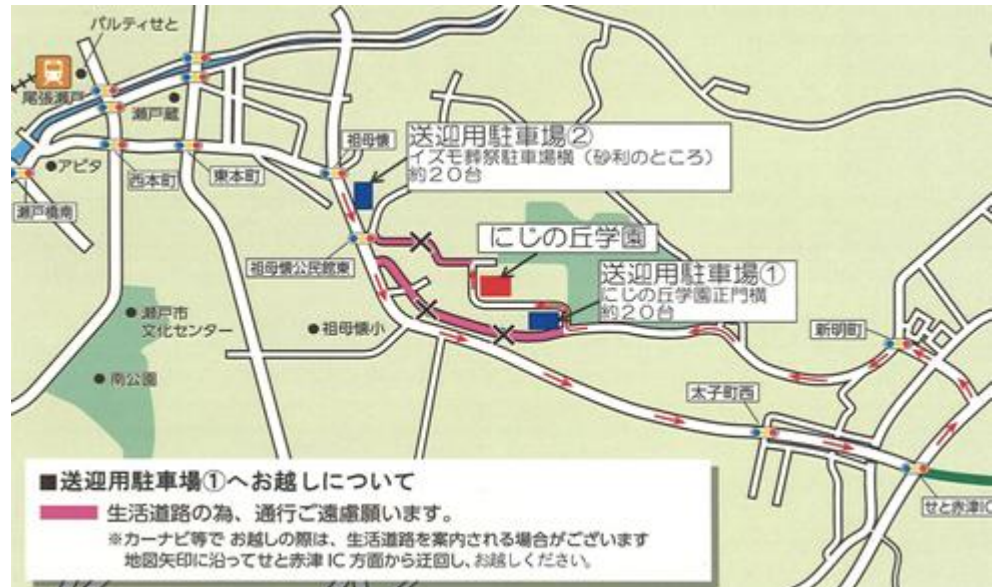 パルティせと
尾張瀬戸
瀬戸蔵
アピタ
瀬戸橋南
西本町
東本町
祖母懐
送迎用駐車場②
イズモ葬祭駐車場横（砂利のところ）
約２０台
祖母懐公民館東
にじの丘学園
送迎用駐車場①
にじの丘学園正門横
約２０台
瀬戸市
文化センター
祖母懐小
南公園
新明町
太子町西
せと赤津IC
■送迎用駐車場①へお越しについて
生活道路の為、通行ご遠慮願います。
※カーナビ等で お越しの際は、生活道路を案内される場合がございます
地図矢印に沿ってせと赤津 IC 方面から迂回し、お越しください。